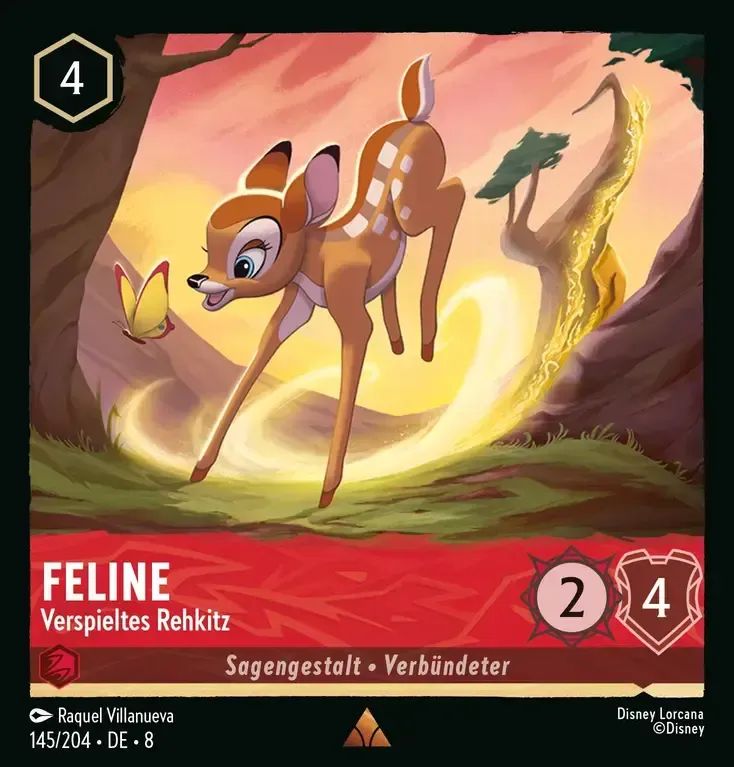 4
FELINE
Verspieltes Rehkitz
2
4
Sagengestalt • Verbündeter
Raquel Villanueva
145/204 • DE • 8
Disney Lorcana
©Disney